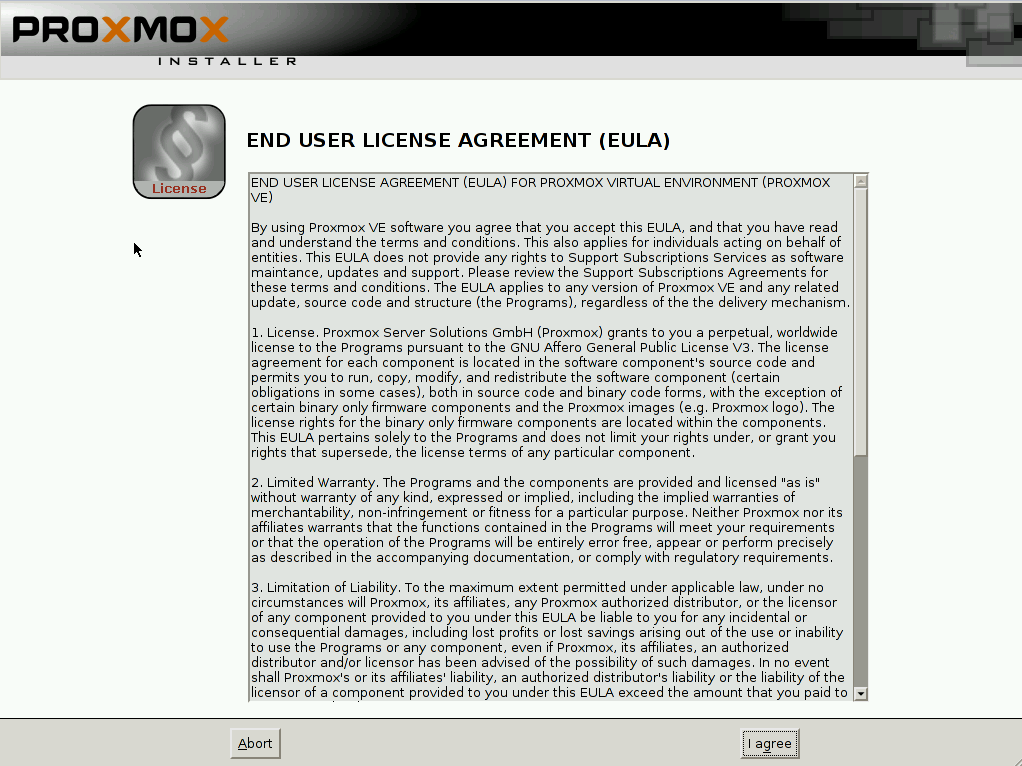 PROXMOX
INSTALLER
License
END USER LICENSE AGREEMENT (EULA)
END USER LICENSE AGREEMENT (EULA) FOR PROXMOX VIRTUAL ENVIRONMENT (PROXMOX
VE)
By using Proxmox VE software you agree that you accept this EULA, and that you have read
and understand the terms and conditions. This also applies for individuals acting on behalf of
entities. This EULA does not provide any rights to Support Subscriptions Services as software
maintance, updates and support. Please review the Support Subscriptions Agreements for
these terms and conditions. The EULA applies to any version of Proxmox VE and any related
update, source code and structure (the Programs), regardless of the the delivery mechanism.
1. License. Proxmox Server Solutions GmbH (Proxmox) grants to you a perpetual, worldwide
license to the Programs pursuant to the GNU Affero General Public License V3. The license
agreement for each component is located in the software component's source code and
permits you to run, copy, modify, and redistribute the software component (certain
obligations in some cases), both in source code and binary code forms, with the exception of
certain binary only firmware components and the Proxmox images (e.g. Proxmox logo). The
license rights for the binary only firmware components are located within the components.
This EULA pertains solely to the Programs and does not limit your rights under, or grant you
rights that supersede, the license terms of any particular component.
2. Limited Warranty. The Programs and the components are provided and licensed "as is"
without warranty of any kind, expressed or implied, including the implied warranties of
merchantability, non-infringement or fitness for a particular purpose. Neither Proxmox nor its
affiliates warrants that the functions contained in the Programs will meet your requirements
or that the operation of the Programs will be entirely error free, appear or perform precisely
as described in the accompanying documentation, or comply with regulatory requirements.
3. Limitation of Liability. To the maximum extent permitted under applicable law, under no
circumstances will Proxmox, its affiliates, any Proxmox authorized distributor, or the licensor
of any component provided to you under this EULA be liable to you for any incidental or
consequential damages, including lost profits or lost savings arising out of the use or inability
to use the Programs or any component, even if Proxmox, its affiliates, an authorized
distributor and/or licensor has been advised of the possibility of such damages. In no event
shall Proxmox's or its affiliates' liability, an authorized distributor's liability or the liability of the
licensor of a component provided to you under this EULA exceed the amount that you paid to
Abort
I agree